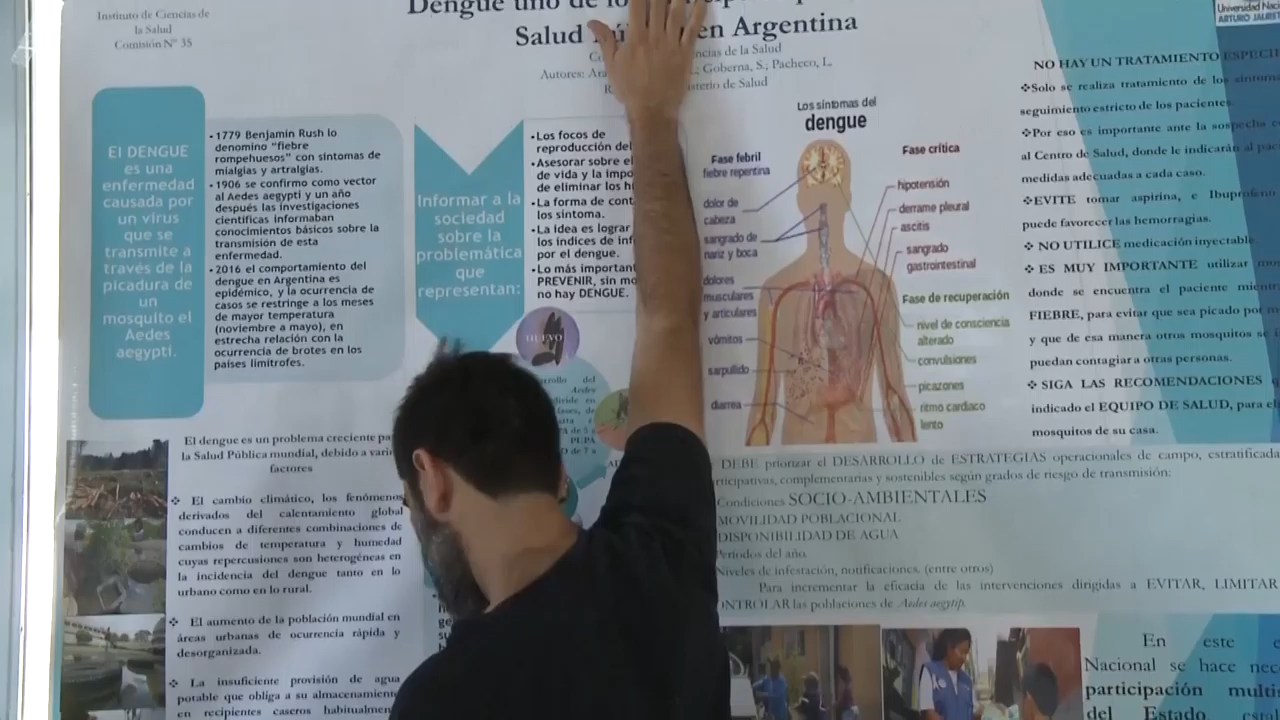 Instituto de Ciencias de
la Salud
Comisión N° 35
Dengue uno de los
Salud en Argentina
Universidad Naci
ARTURO JAURET
Autores: Goberna, S.; Pacheco, L.
de Salud
El DENGUE
es una
enfermedad
causada por
un virus
que se
transmite a
través de la
picadura de
un
mosquito el
Aedes
aegypti.
•1779 Benjamín Rush lo
denomino "fiebre
rompehuesos" con síntomas de
mialgias y artralgias.
•1906 se confirmo como vector
al Aedes aegypti y un año
después las investigaciones
científicas informaban
conocimientos básicos sobre la
transmisión de esta
enfermedad.
•2016 el comportamiento del
dengue en Argentina es
epidémico, y la ocurrencia de
casos se restringe a los meses
de mayor temperatura
(noviembre a mayo), en
estrecha relación con la
ocurrencia de brotes en los
países limítrofes.
Informar a la
sociedad
sobre la
problemática
que
representan:
•Los focos de
reproducción del
•Asesorar sobre el
de vida y la impo
de eliminar los h
•La forma de cont
los síntoma.
•La idea es lograr
los índices de inf
por el dengue.
•Lo más important
PREVENIR, sin mo
no hay DENGUE.
HUEVO
Los síntomas del
dengue
Fase febril
fiebre repentina
dolor de
cabeza
sangrado de
nariz y boca
dolores
musculares
y articulares
vómitos
sarpullido
diarrea
Fase crítica
hipotensión
derrame pleural
ascitis
sangrado
gastrointestinal
Fase de recuperación
nivel de consciencia
alterado
convulsiones
picazones
ritmo cardiaco
lento
NO HAY UN TRATAMIENTO ESPECI
❖Solo se realiza tratamiento de los síntoma
seguimiento estricto de los pacientes.
❖Por eso es importante ante la sospecha c
al Centro de Salud, donde le indicarán al pac
medidas adecuadas a cada caso.
❖EVITE tomar aspirina, e Ibuprofeno
puede favorecer las hemorragias.
❖ NO UTILICE medicación inyectable.
❖ ES MUY IMPORTANTE utilizar mos
donde se encuentra el paciente mientr
FIEBRE, para evitar que sea picado por m
y que de esa manera otros mosquitos se
puedan contagiar a otras personas.
❖ SIGA LAS RECOMENDACIONES
indicado el EQUIPO DE SALUD, para el
mosquitos de su casa.
El dengue es un problema creciente pa
la Salud Pública mundial, debido a vario
factores
❖ El cambio climático, los fenómenos
derivados del calentamiento global
conducen a diferentes combinaciones de
cambios de temperatura y humedad
cuyas repercusiones son heterogéneas en
la incidencia del dengue tanto en lo
urbano como en lo rural.
❖ El aumento de la población mundial en
áreas urbanas de ocurrencia rápida y
desorganizada.
❖ La insuficiente provisión de agua
potable que obliga a su almacenamiento
en recipientes caseros habitualmen
DEBE priorizar el DESARROLLO de ESTRATEGIAS operacionales de campo, estratificada
rticipativas, complementarias y sostenibles según grados de riesgo de transmisión:
Condiciones SOCIO-AMBIENTALES
MOVILIDAD POBLACIONAL
DISPONIBILIDAD DE AGUA
Períodos del año.
Niveles de infestación, notificaciones. (entre otros)
Para incrementar la eficacia de las intervenciones dirigidas a EVITAR, LIMITAR
ONTROLAR las poblaciones de Aedes aegytip.
En este c
Nacional se hace nec
participación multis
del Estado estab